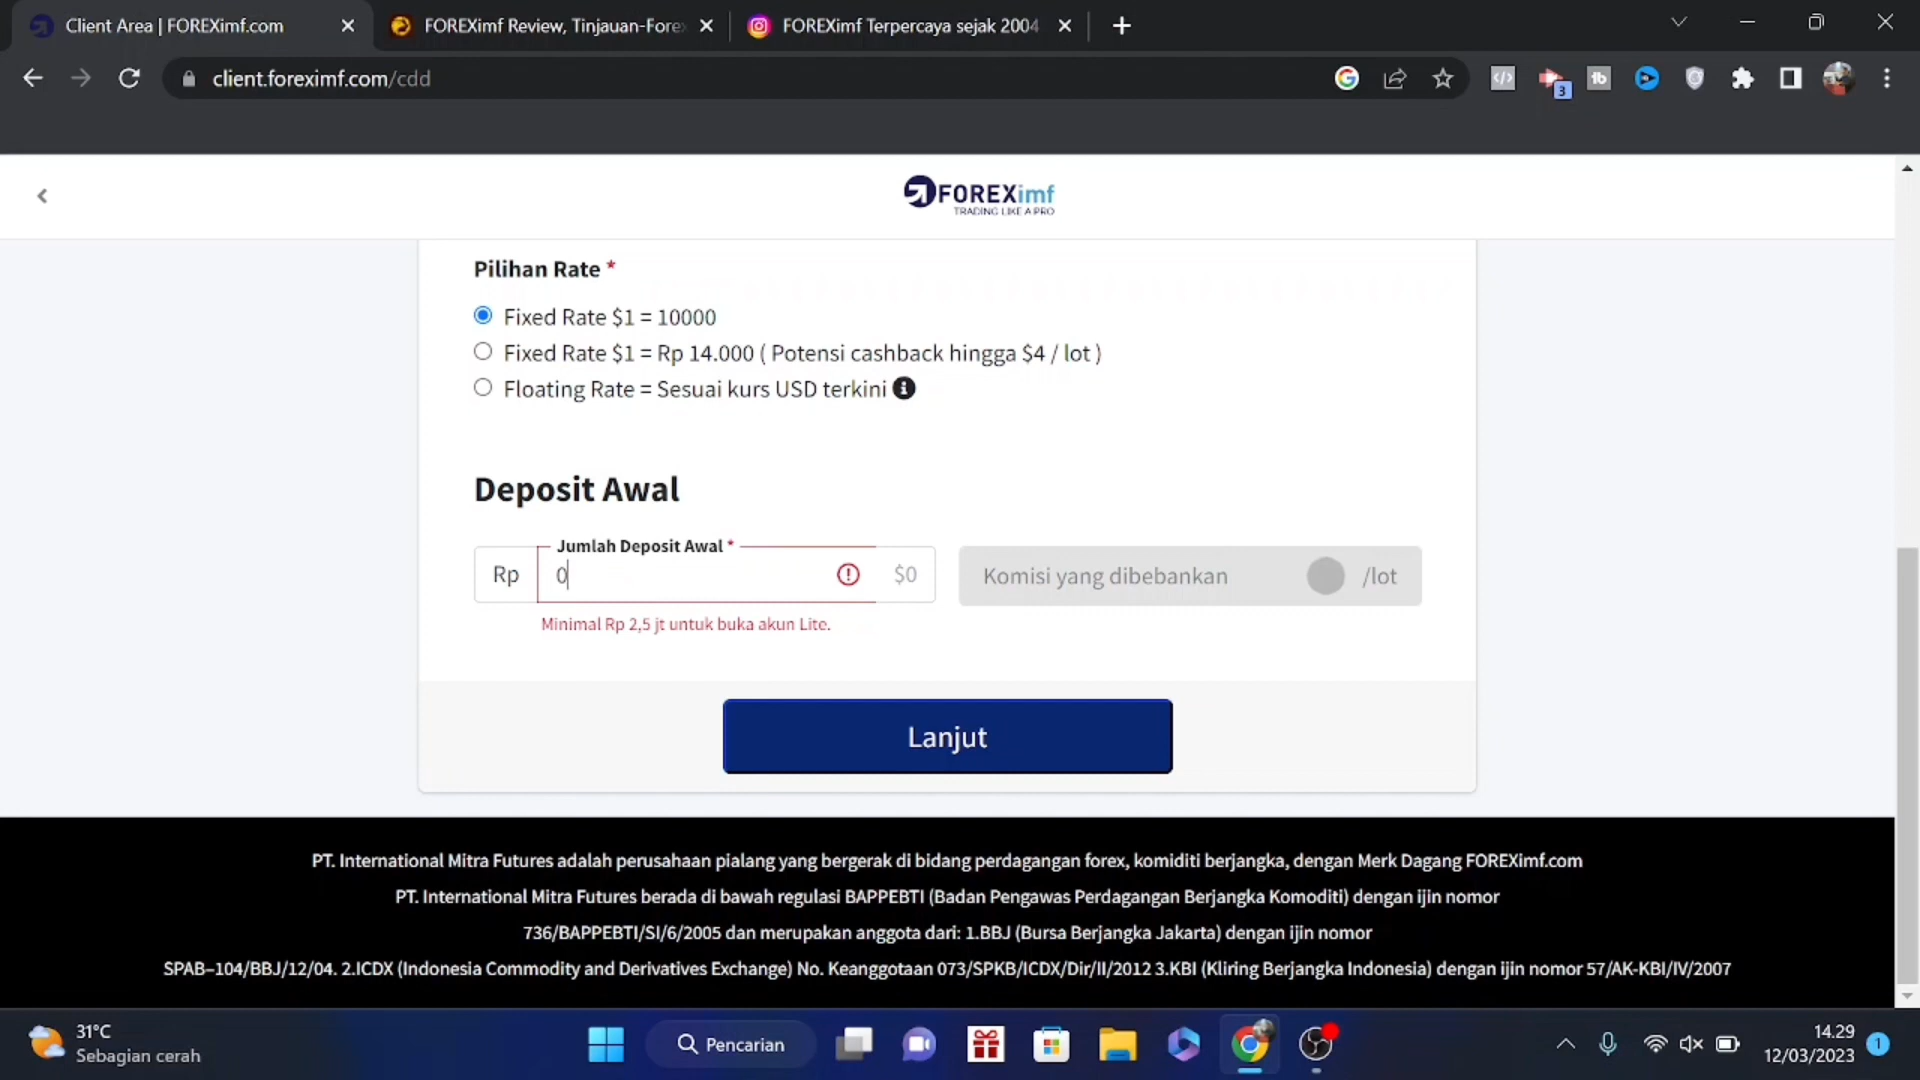 Client Area | FOREXimf.com
FOREXimf Review, Tinjauan-Fore
FOREXimf Terpercaya sejak 2004
client.foreximf.com/cdd
3
tb
FOREXimf
TRADING LIKE A PRO
Pilihan Rate *
Fixed Rate $1 = 10000
Fixed Rate $1 = Rp 14.000 ( Potensi cashback hingga $4 / lot )
Floating Rate = Sesuai kurs USD terkini
Deposit Awal
Jumlah Deposit Awal *
Rp 0 $0 Komisi yang dibebankan /lot
Minimal Rp 2,5 jt untuk buka akun Lite.
Lanjut
PT. International Mitra Futures adalah perusahaan pialang yang bergerak di bidang perdagangan forex, komiditi berjangka, dengan Merk Dagang FOREXimf.com
PT. International Mitra Futures berada di bawah regulasi BAPPEBTI (Badan Pengawas Perdagangan Berjangka Komoditi) dengan ijin nomor
736/BAPPEBTI/SI/6/2005 dan merupakan anggota dari: 1.BBJ (Bursa Berjangka Jakarta) dengan ijin nomor
SPAB–104/BBJ/12/04. 2.ICDX (Indonesia Commodity and Derivatives Exchange) No. Keanggotaan 073/SPKB/ICDX/Dir/II/2012 3.KBI (Kliring Berjangka Indonesia) dengan ijin nomor 57/AK-KBI/IV/2007
31°C
Sebagian cerah
Pencarian
14.29
12/03/2023
1